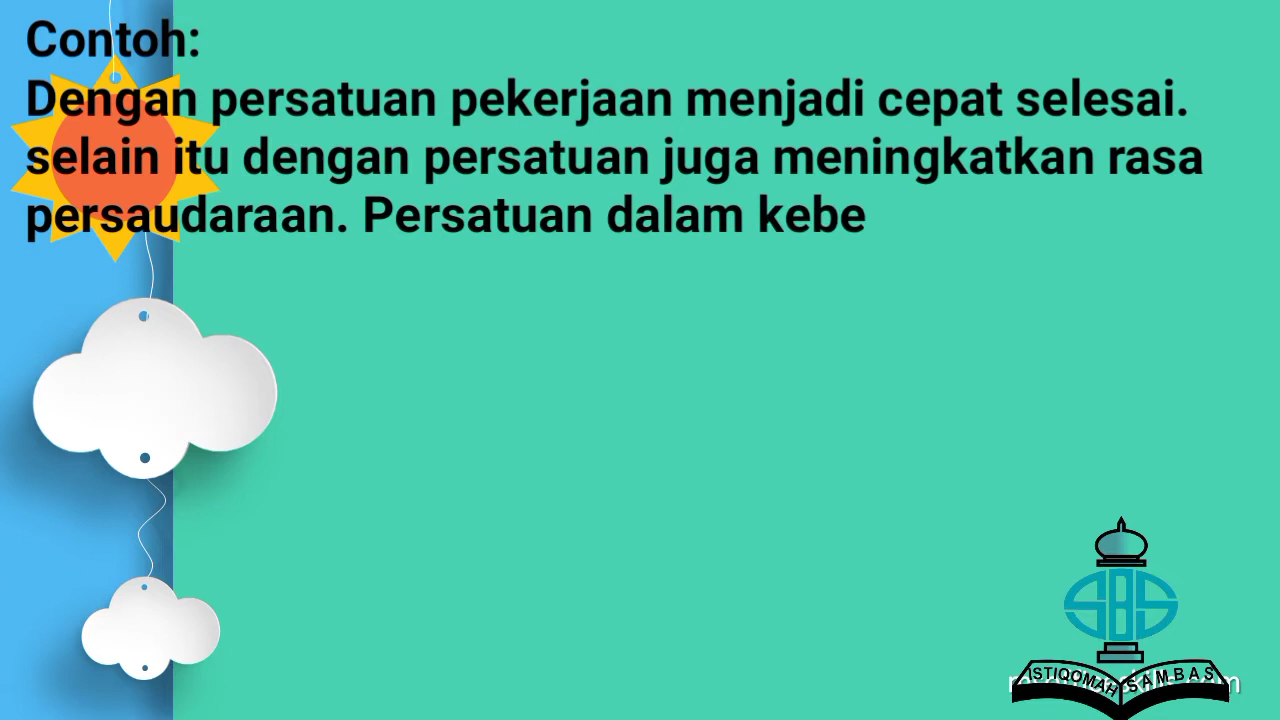 Contoh:
Dengan persatuan pekerjaan menjadi cepat selesai.
selain itu dengan persatuan juga meningkatkan rasa
persaudaraan. Persatuan dalam kebe
SBS
ISTIQOMAH SAMBAS